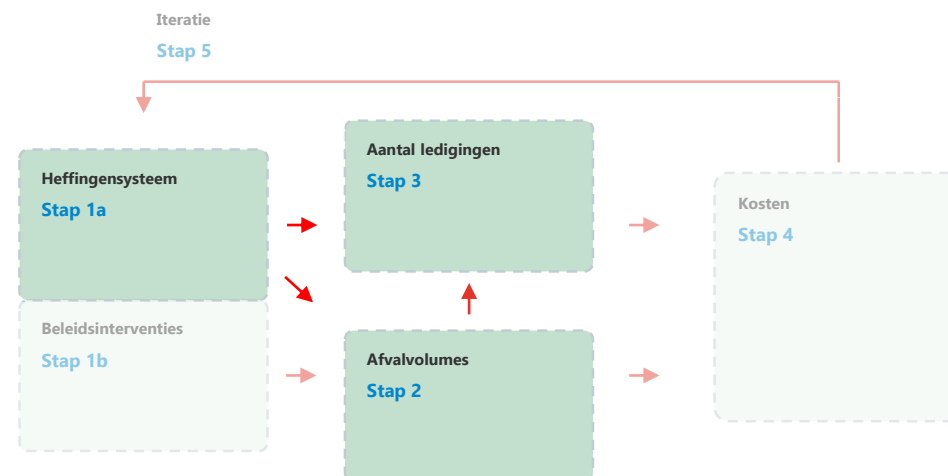 Iteratie
Stap 5
Heffingensysteem
Stap 1a
Beleidsinterventies
Stap 1b
Aantal ledigingen
Stap 3
Afvalvolumes
Stap 2
Kosten
Stap 4